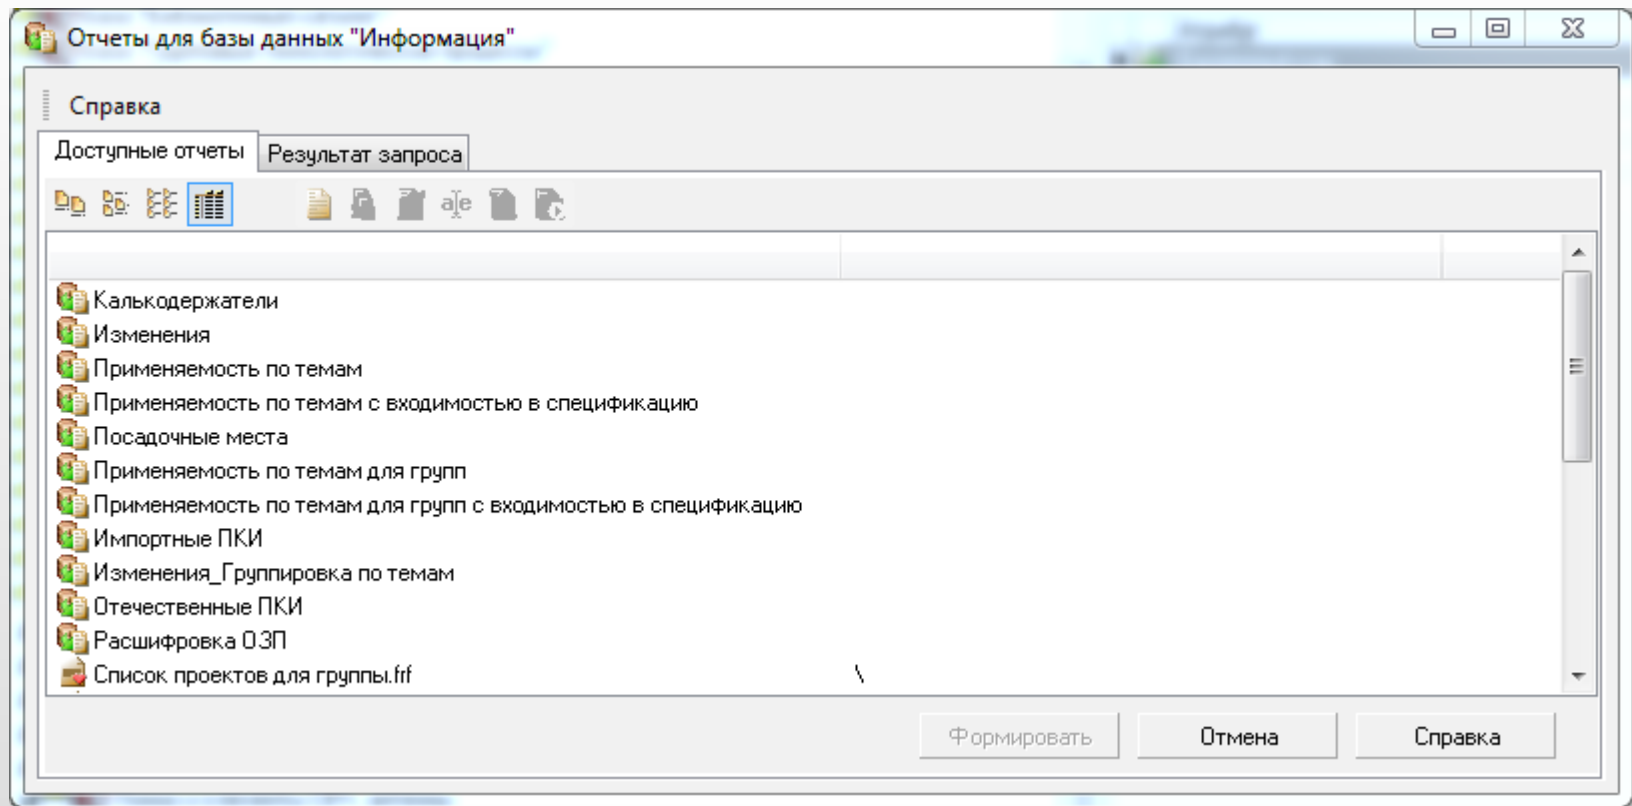 Отчеты для базы данных "Информация"
Справка
Доступные отчеты
Результат запроса
a e
Калькодержатели
Изменения
Применяемость по темам
Применяемость по темам с входимостью в спецификацию
Посадочные места
Применяемость по темам для групп
Применяемость по темам для групп с входимостью в спецификацию
Импортные ПКИ
Изменения_Группировка по темам
Отечественные ПКИ
Расшифровка ОЗП
Список проектов для группы.frf \
Формировать
Отмена
Справка